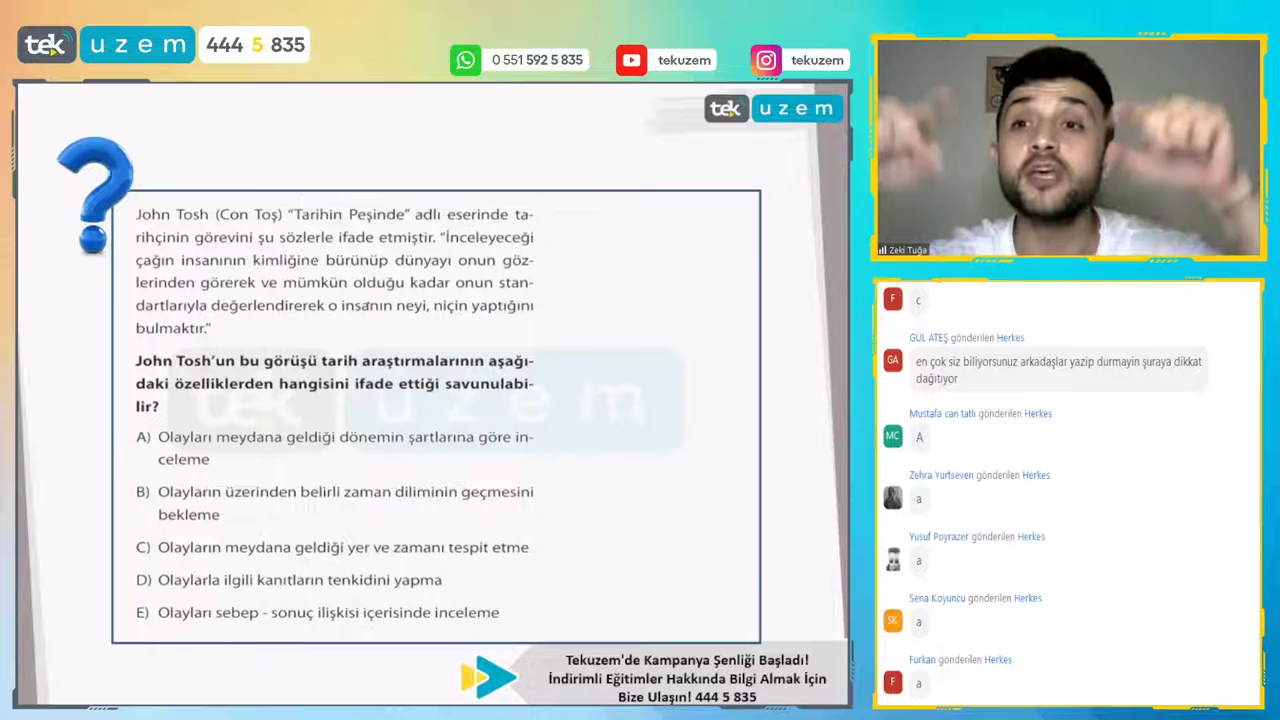 tek uzem 444 5 835
0 551 592 5 835
tekuzem
tekuzem
tek uzem
John Tosh (Con Toş) “Tarihin Peşinde” adlı eserinde ta-
rihçinin görevini şu sözlerle ifade etmiştir. “İnceleyeceği
çağın insanının kimliğine bürünüp dünyayı onun göz-
lerinden görerek ve mümkün olduğu kadar onun stan-
dartlarıyla değerlendirerek o insanın neyi, niçin yaptığını
bulmaktır.”
John Tosh’un bu görüşü tarih araştırmalarının aşağı-
daki özelliklerden hangisini ifade ettiği savunulabi-
lir?
A) Olayları meydana geldiği dönemin şartlarına göre in-
celeme
B) Olayların üzerinden belirli zaman diliminin geçmesini
bekleme
C) Olayların meydana geldiği yer ve zamanı tespit etme
D) Olaylarla ilgili kanıtların tenkidini yapma
E) Olayları sebep - sonuç ilişkisi içerisinde inceleme
tek uzem
Tekuzem'de Kampanya Şenliği Başladı!
İndirimli Eğitimler Hakkında Bilgi Almak İçin
Bize Ulaşın! 444 5 835
Zeki Tuğa
F c
GÜL ATEŞ gönderilen Herkes
GA en çok siz biliyorsunuz arkadaşlar yazip durmayin şuraya dikkat
dağıtıyor
Mustafa can tatlı gönderilen Herkes
MC A
Zehra Yurtseven gönderilen Herkes
a
Yusuf Poyrazer gönderilen Herkes
a
Sena Koyuncu gönderilen Herkes
SK a
Furkan gönderilen Herkes
F a